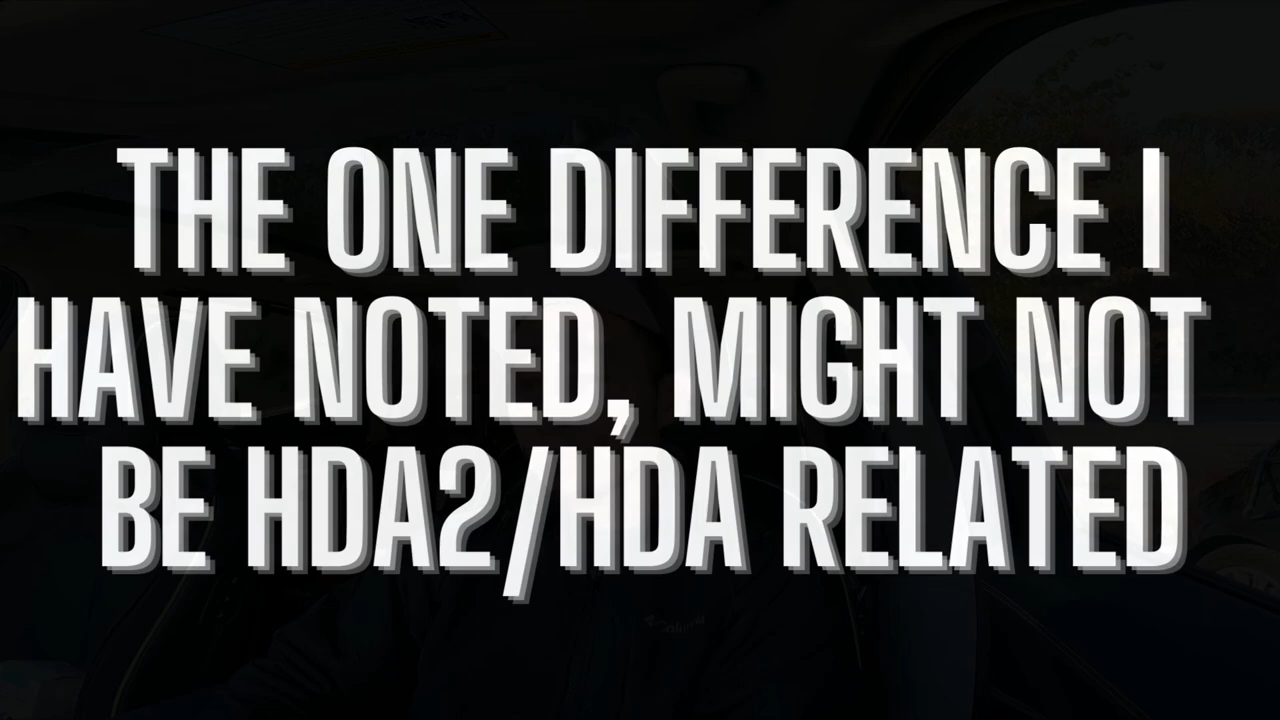 THE ONE DIFFERENCE I
HAVE NOTED, MIGHT NOT
BE HDA2/HDA RELATED